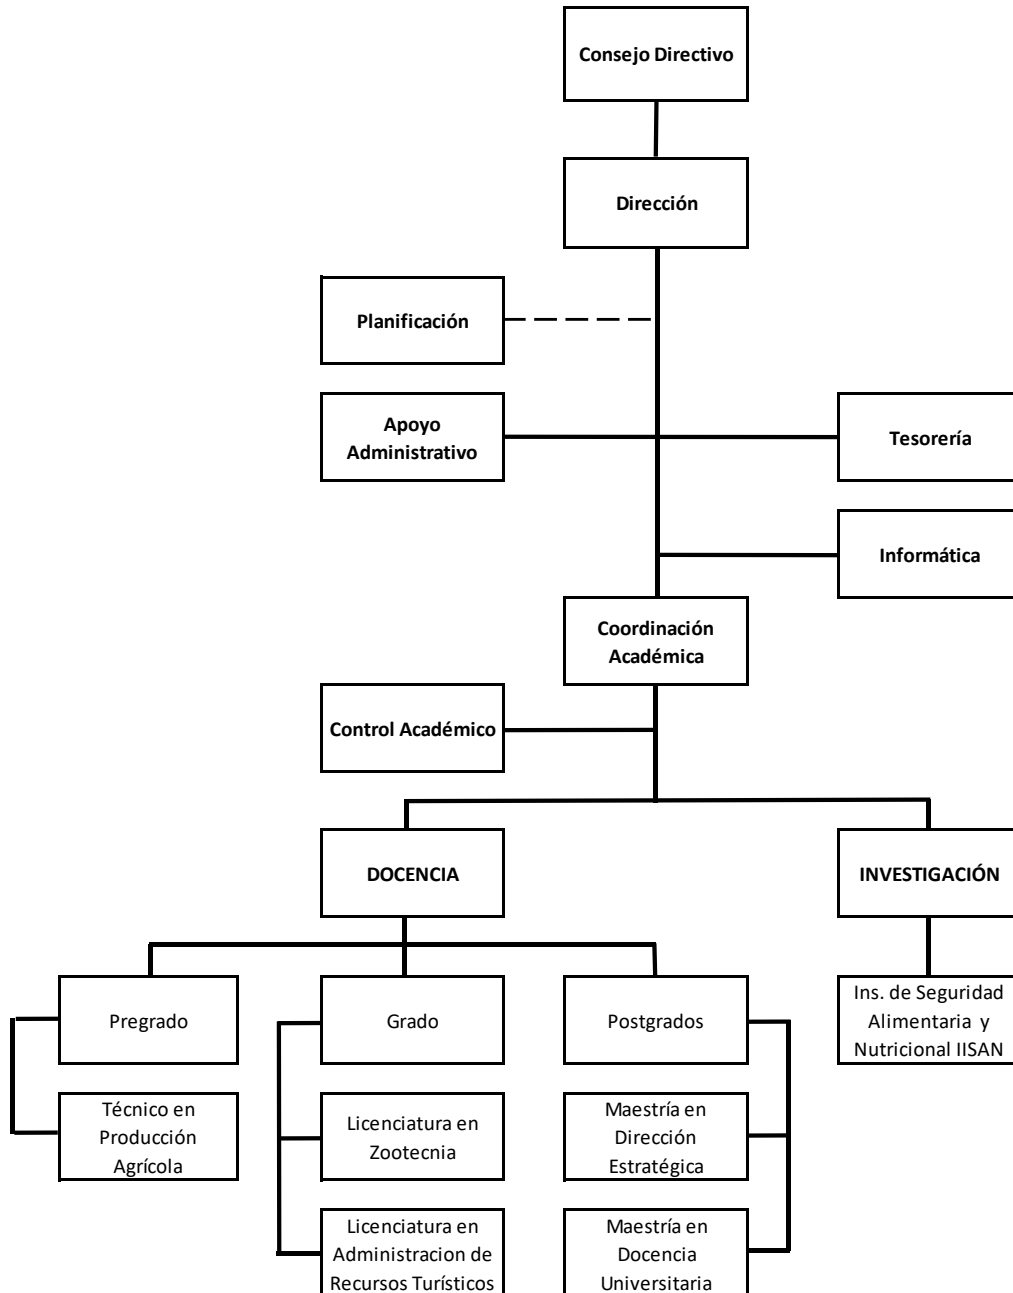 Consejo Directivo
Dirección
Planificación
Apoyo
Administrativo
Tesorería
Informática
Coordinación
Académica
Control Académico
DOCENCIA
INVESTIGACIÓN
Pregrado
Grado
Postgrados
Ins. de Seguridad
Alimentaria y
Nutricional IISAN
Técnico en
Producción
Agrícola
Licenciatura en
Zootecnia
Maestría en
Dirección
Estratégica
Licenciatura en
Administracion de
Recursos Turísticos
Maestría en
Docencia
Universitaria